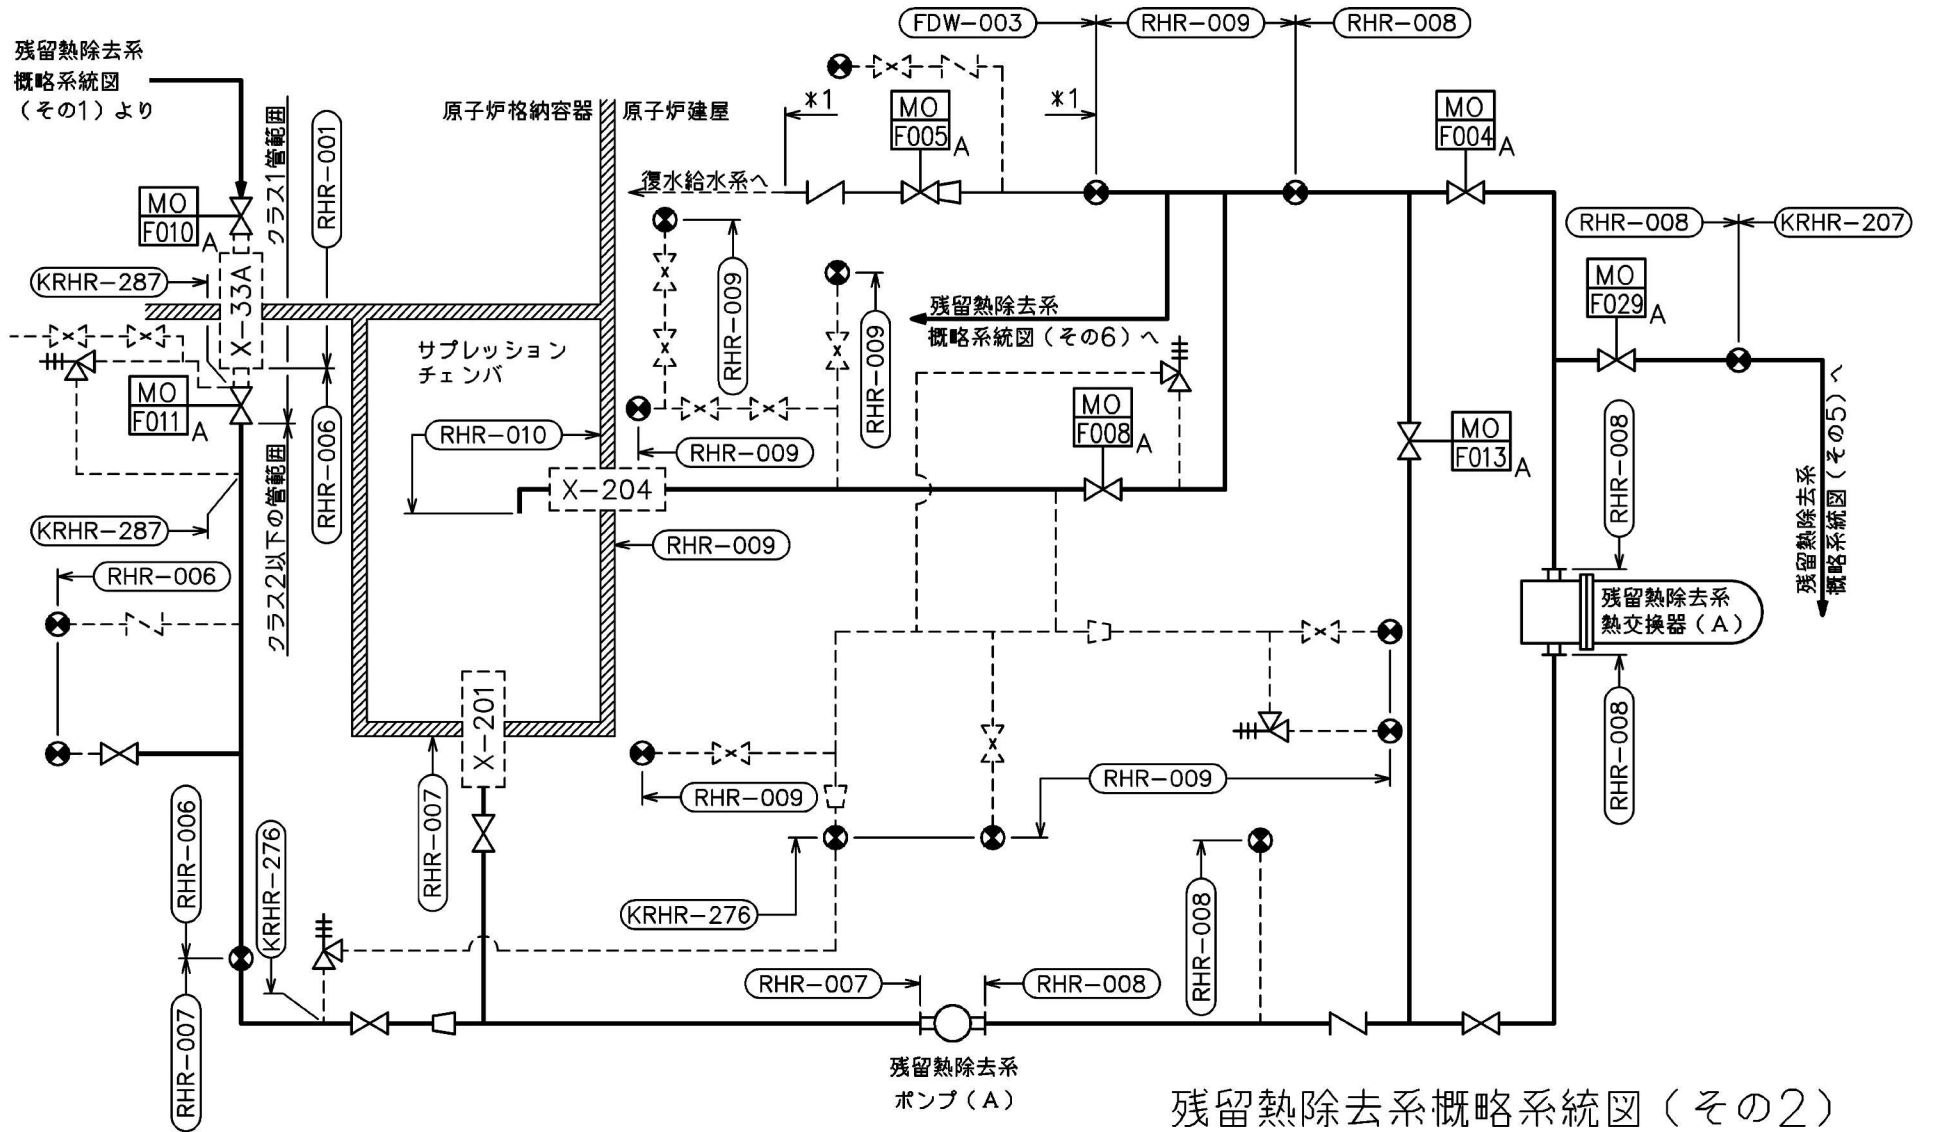 FDW-003
RHR-009
RHR-008
残留熱除去系
概略系統図
(その1)より
原子炉格納容器
原子炉建屋
*1
*1
MO
F005
A
MO
F004
A
クラス1管範囲
RHR-001
復水給水系へ
MO
F010
A
RHR-008
KRHR-207
KRHR-287
X-33A
RHR-009
RHR-009
残留熱除去系
概略系統図(その6)へ
MO
F029
A
サプレッション
チェンバ
MO
F011
A
RHR-006
RHR-010
RHR-009
MO
F008
A
MO
F013
A
RHR-008
残留熱除去系
概略系統図(その5)へ
X-204
KRHR-287
クラス2以下の管範囲
RHR-009
RHR-006
残留熱除去系
熱交換器(A)
X-201
RHR-008
RHR-009
RHR-009
RHR-007
RHR-006
KRHR-276
KRHR-276
RHR-008
RHR-007
RHR-008
RHR-007
残留熱除去系
ポンプ(A)
残留熱除去系概略系統図(その2)